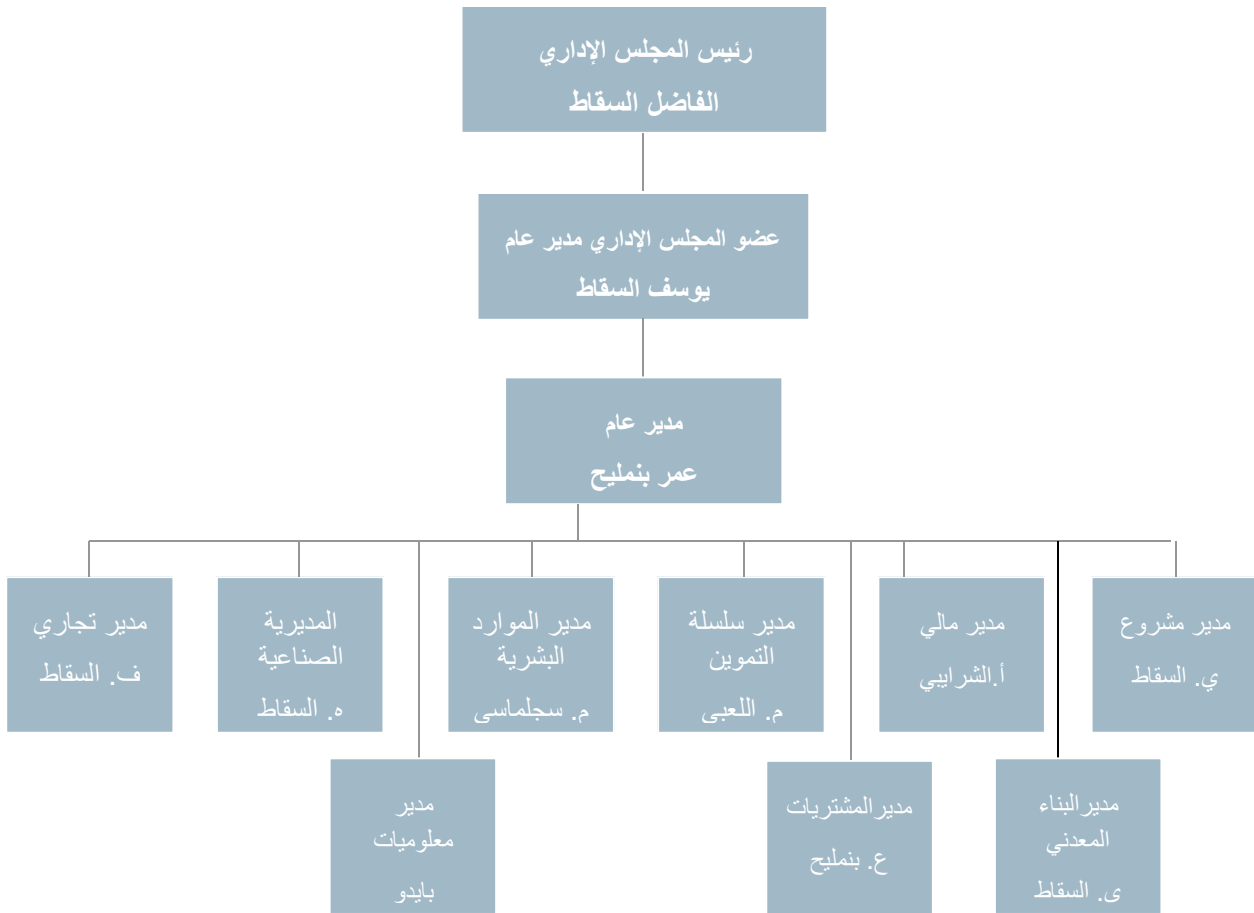 رئيس المجلس الإداري
الفاضل السقاط
عضو المجلس الإداري مدير عام
يوسف السقاط
مدير عام
عمر بنمليح
مدير مشروع
ي. السقاط
مدير مالي
أ.الشرايبي
مدير سلسلة
التموين
م. اللعبي
مدير الموارد
البشرية
م. سجلماسي
المديرية
الصناعية
ه. السقاط
مدير تجاري
ف. السقاط
مديرالبناء
المعدني
ي. السقاط
مديرالمشتريات
ع. بنمليح
مدير
معلوميات
بايدو